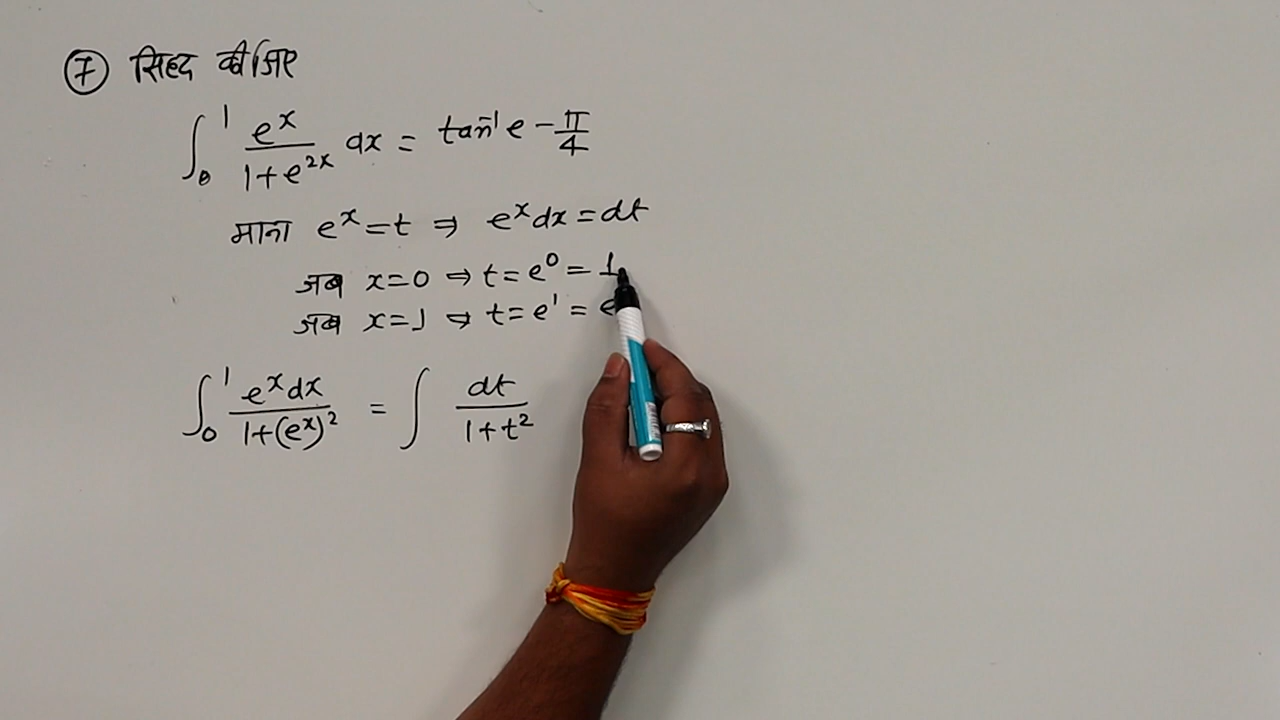 ⑦ सिद्ध कीजिए
∫₀¹ eˣ/(1+e²ˣ) dx = tan⁻¹e − π/4
माना eˣ = t ⇒ eˣdx = dt
जब x=0 ⇒ t = e⁰ = 1
जब x=1 ⇒ t = e¹ = e
∫₀¹ eˣdx/(1+(eˣ)²) = ∫ dt/(1+t²)